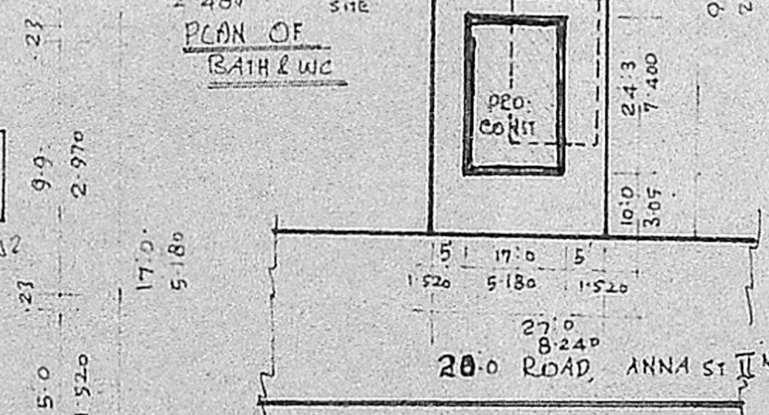 SITE
PLAN OF
BATH & WC
PRO.
CONST
24'3
7.400
10'0
3.05
.23
9'9
2.970
17'0"
5.180
.23
5'0
1.520
5' 17'0 5'
1.520 5.180 1.520
27'0
8.240
20.0 ROAD, ANNA ST II